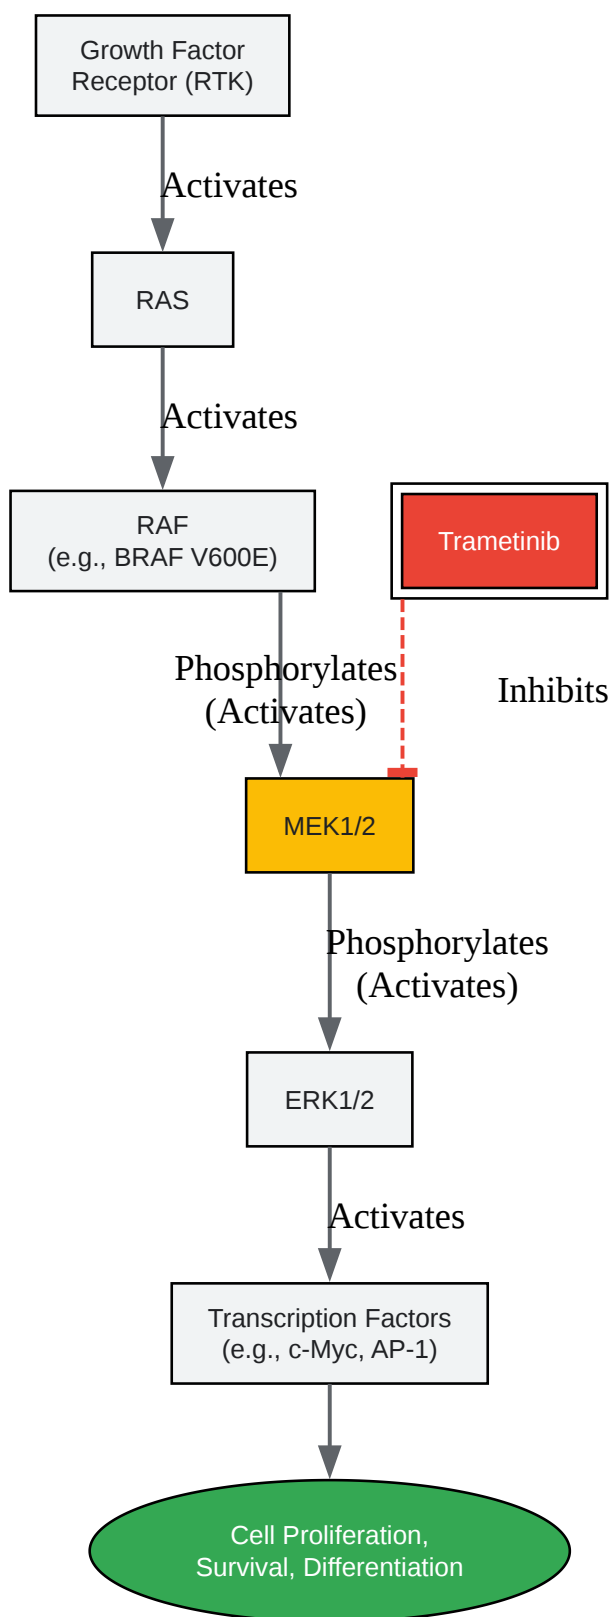 Growth Factor
Receptor (RTK)
Activates
RAS
Activates
RAF
(e.g., BRAF V600E)
Trametinib
Phosphorylates
(Activates)
Inhibits
MEK1/2
Phosphorylates
(Activates)
ERK1/2
Activates
Transcription Factors
(e.g., c-Myc, AP-1)
Cell Proliferation,
Survival, Differentiation